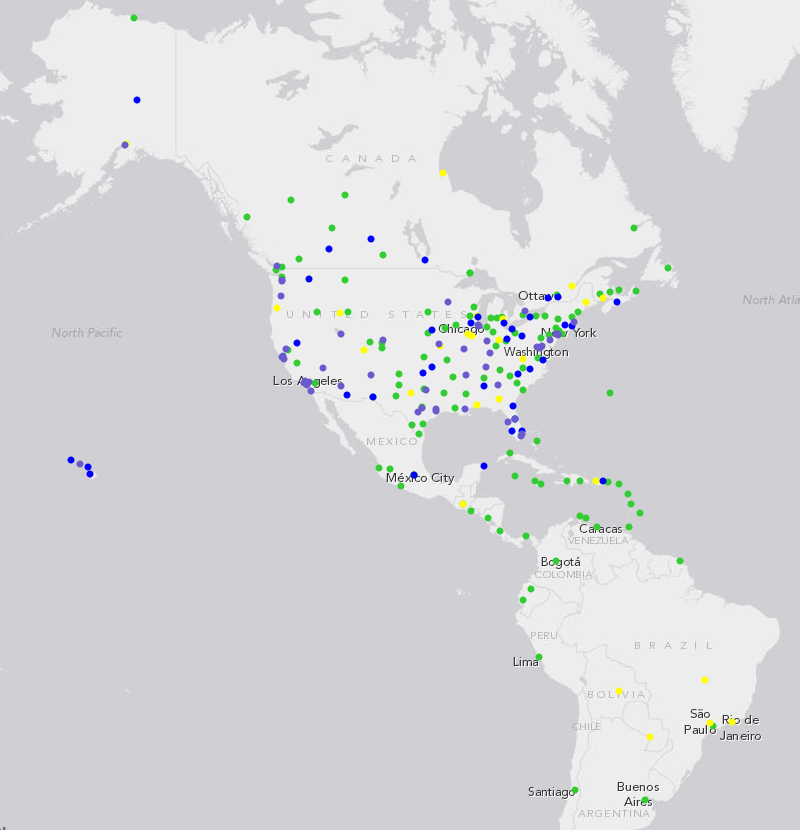 CANADA
Ottawa
North Atla
UNITED STATES
North Pacific
Chicago
New York
Washington
Los Angeles
MEXICO
México City
Caracas
VENEZUELA
Bogotá
COLOMBIA
PERU
BRAZIL
Lima
BOLIVIA
São
Paulo
Rio de
Janeiro
CHILE
Santiago
Buenos
Aires
ARGENTINA